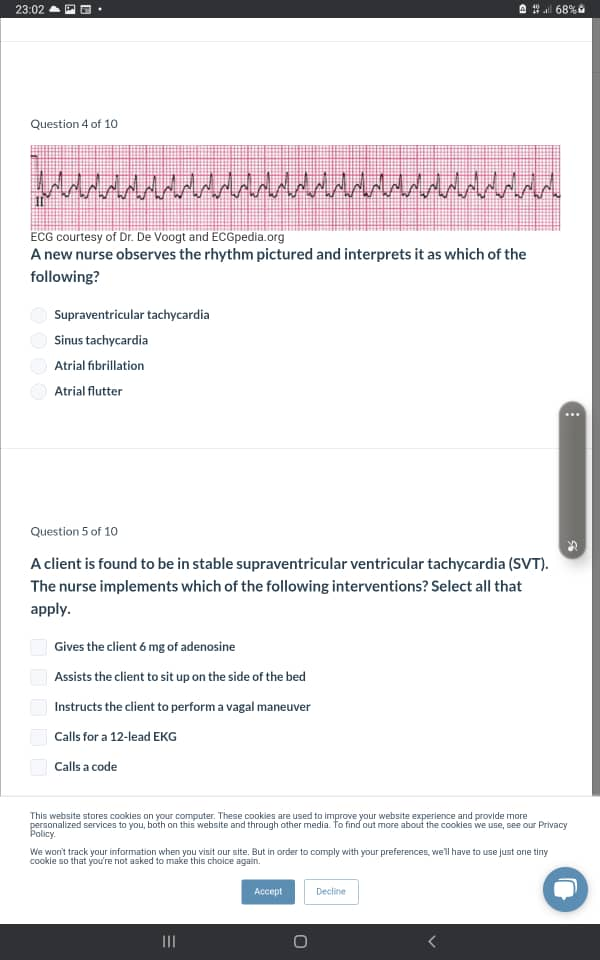 23:02
68%
Question 4 of 10
II
ECG courtesy of Dr. De Voogt and ECGpedia.org
A new nurse observes the rhythm pictured and interprets it as which of the
following?
Supraventricular tachycardia
Sinus tachycardia
Atrial fibrillation
Atrial flutter
Question 5 of 10
A client is found to be in stable supraventricular ventricular tachycardia (SVT).
The nurse implements which of the following interventions? Select all that
apply.
Gives the client 6 mg of adenosine
Assists the client to sit up on the side of the bed
Instructs the client to perform a vagal maneuver
Calls for a 12-lead EKG
Calls a code
This website stores cookies on your computer. These cookies are used to improve your website experience and provide more
personalized services to you, both on this website and through other media. To find out more about the cookies we use, see our Privacy
Policy.
We won't track your information when you visit our site. But in order to comply with your preferences, we'll have to use just one tiny
cookie so that you're not asked to make this choice again.
Accept
Decline